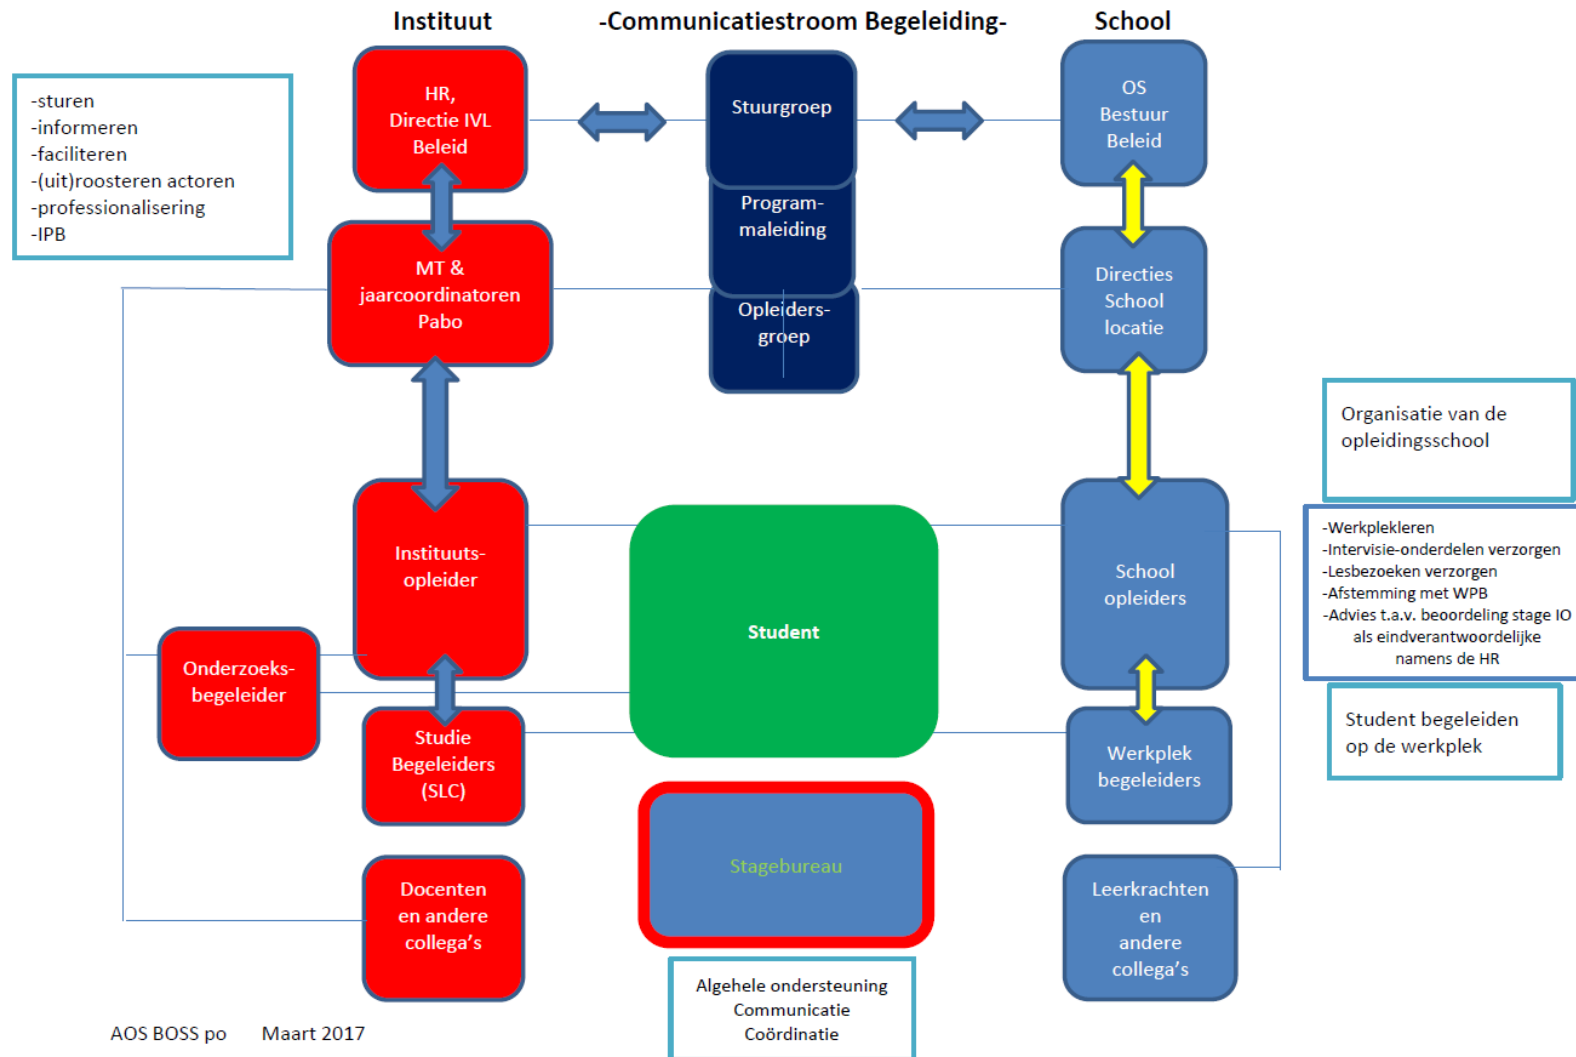 Instituut
-Communicatiestroom Begeleiding-
School
-sturen
-informeren
-faciliteren
-(uit)roosteren actoren
-professionalisering
-IPB
HR,
Directie IVL
Beleid
Stuurgroep
OS
Bestuur
Beleid
Program-
maleiding
MT &
jaarcoordinatoren
Pabo
Opleiders-
groep
Directies
School
locatie
Organisatie van de
opleidingsschool
Instituuts-
opleider
Student
School
opleiders
-Werkplekleren
-Intervisie-onderdelen verzorgen
-Lesbezoeken verzorgen
-Afstemming met WPB
-Advies t.a.v. beoordeling stage IO
als eindverantwoordelijke
namens de HR
Onderzoeks-
begeleider
Studie
Begeleiders
(SLC)
Werkplek
begeleiders
Student begeleiden
op de werkplek
Stagebureau
Docenten
en andere
collega's
Leerkrachten
en
andere
collega's
Algehele ondersteuning
Communicatie
Coördinatie
AOS BOSS po Maart 2017